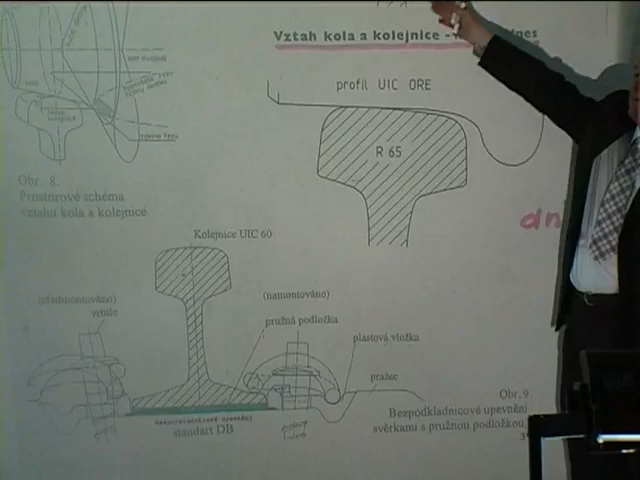 Vztah kola a kolejnice - dnes
profil UIC ORE
R 65
Obr. 8.
Prostorové schéma
vztahu kola a kolejnice
Kolejnice UIC 60
(předmontováno)
vrtule
(namontováno)
pružná podložka
plastová vložka
pražec
standart DB
Obr. 9.
Bezpodkladnicové upevnění
svěrkami s pružnou podložkou